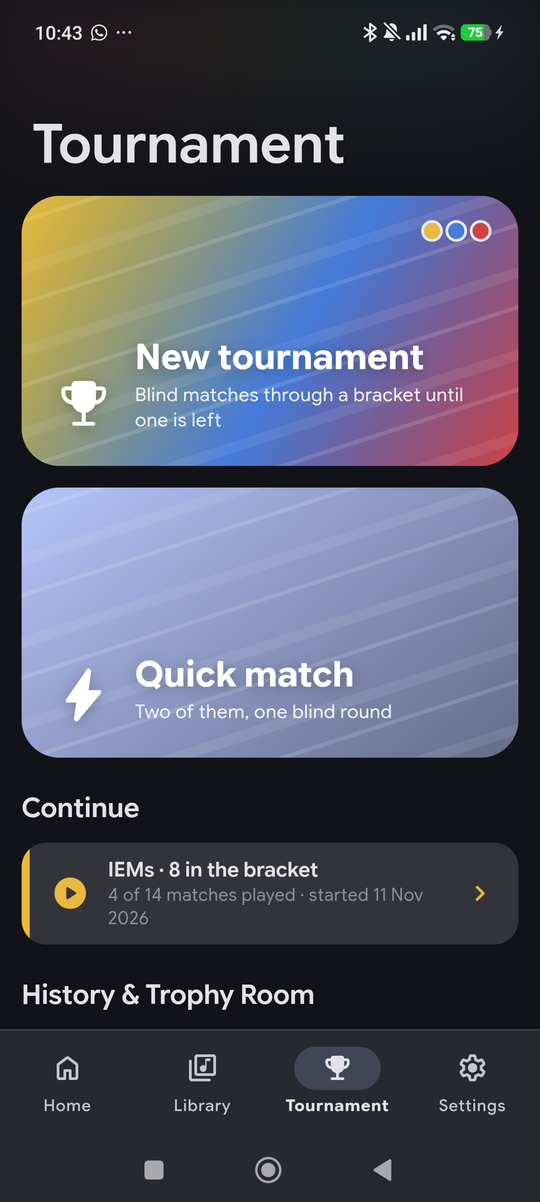 10:43
75
Tournament
New tournament
Blind matches through a bracket until
one is left
Quick match
Two of them, one blind round
Continue
IEMs · 8 in the bracket
4 of 14 matches played · started 11 Nov
2026
History & Trophy Room
Home
Library
Tournament
Settings